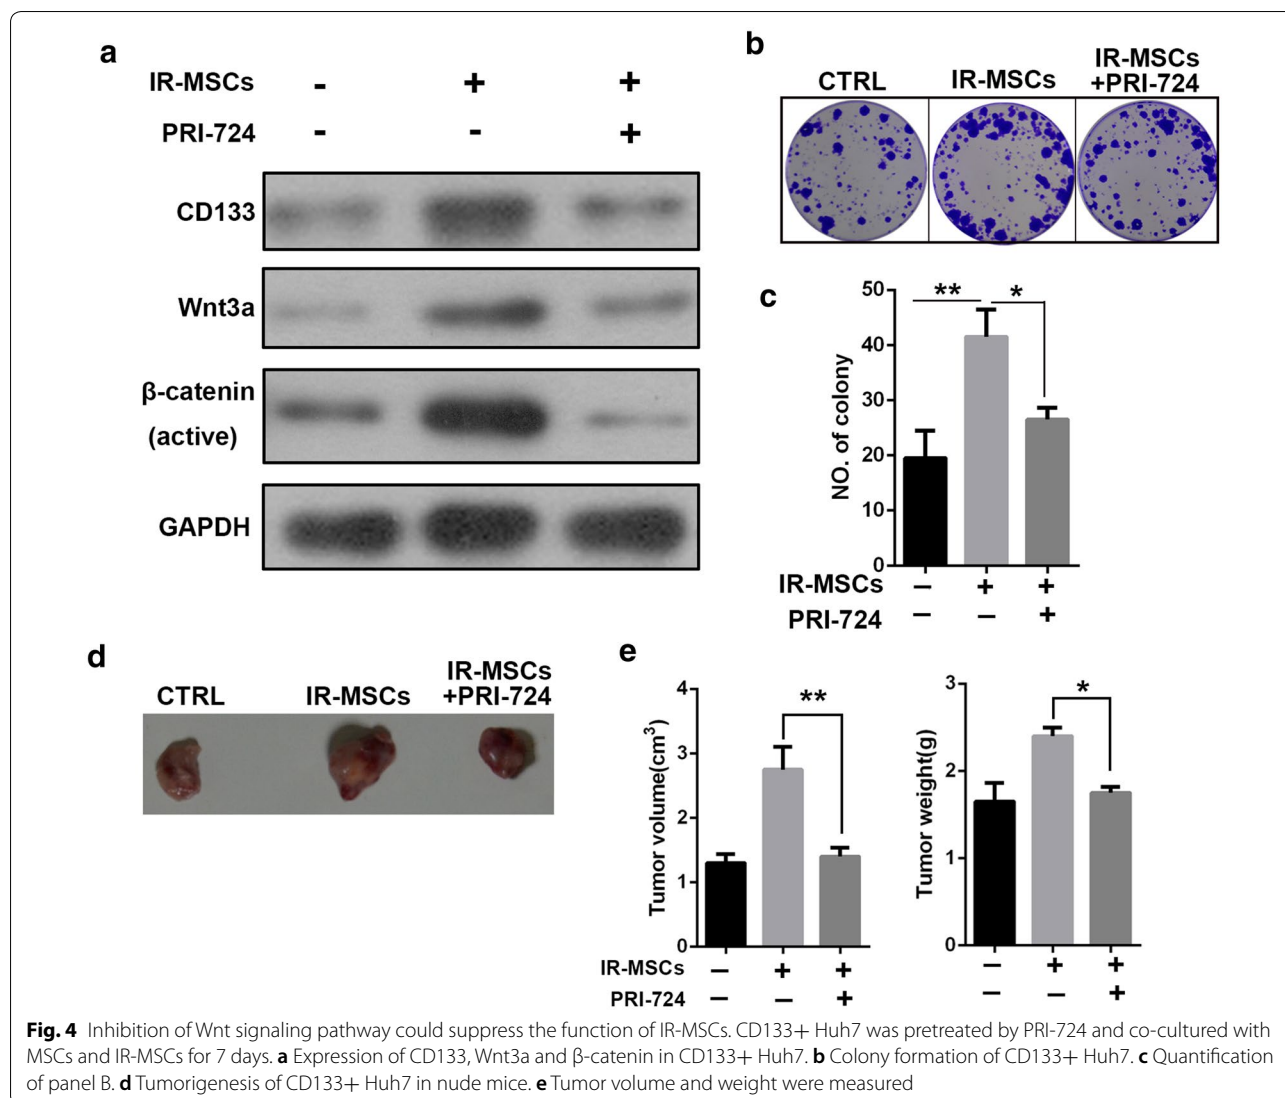 a
IR-MSCs - + +
PRI-724 - - +
CD133
Wnt3a
β-catenin
(active)
GAPDH
b
CTRL
IR-MSCs
IR-MSCs
+PRI-724
c
50
40
30
20
10
0
NO. of colony
** *
IR-MSCs – + +
PRI-724 – – +
d
CTRL
IR-MSCs
IR-MSCs
+PRI-724
e
4
3
2
1
0
Tumor volume(cm³)
**
IR-MSCs – + +
PRI-724 – – +
3
2
1
0
Tumor weight(g)
*
– + +
– – +
Fig. 4 Inhibition of Wnt signaling pathway could suppress the function of IR-MSCs. CD133+ Huh7 was pretreated by PRI-724 and co-cultured with
MSCs and IR-MSCs for 7 days. a Expression of CD133, Wnt3a and β-catenin in CD133+ Huh7. b Colony formation of CD133+ Huh7. c Quantification
of panel B. d Tumorigenesis of CD133+ Huh7 in nude mice. e Tumor volume and weight were measured